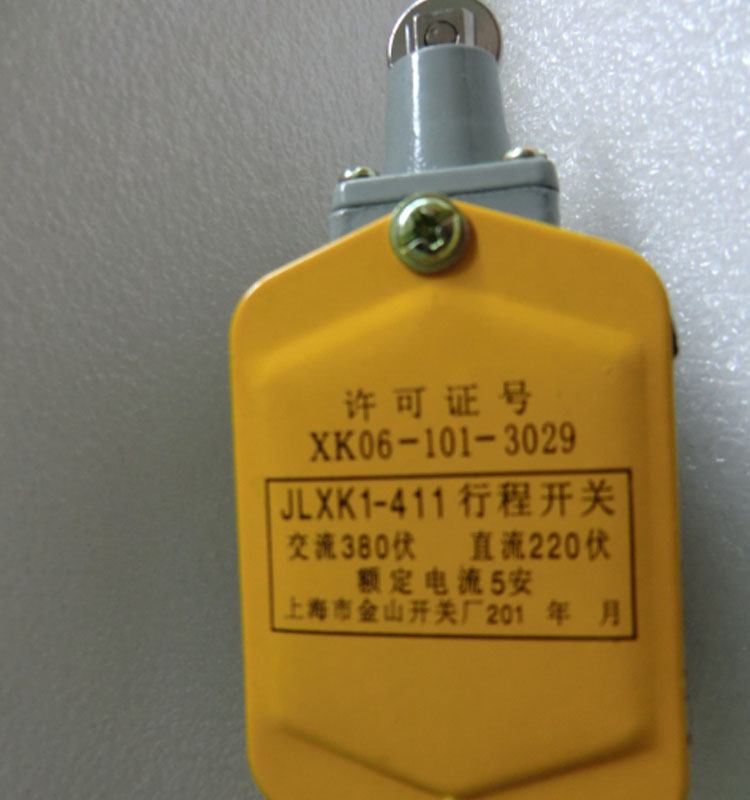 许可证号
XK06-101-3029
JLXK1-411 行程开关
交流380伏 直流220伏
额定电流5安
上海市金山开关厂201 年 月